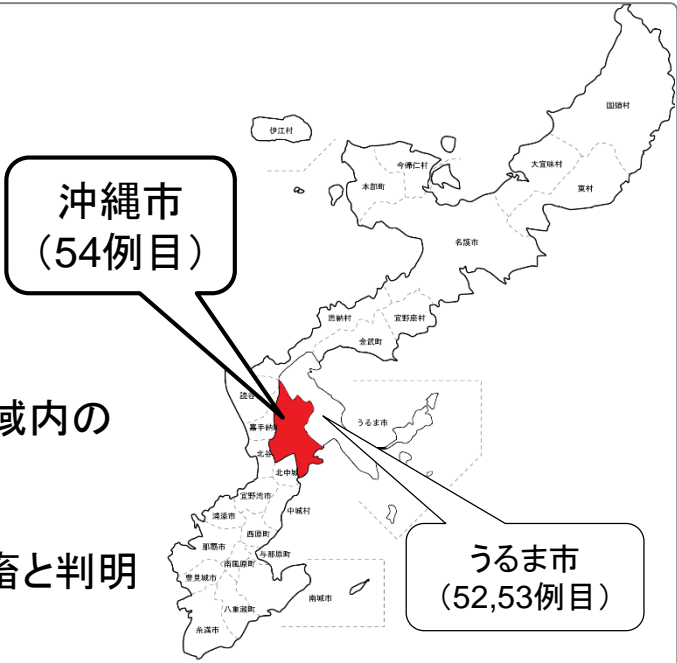 国頭村
伊江村
今帰仁村
大宜味村
本部町
東村
沖縄市
（54例目）
名護市
恩納村
宜野座村
金武町
読谷
域内の
うるま市
嘉手納町
北谷
北中城
宜野湾市
中城村
浦添市
西原町
那覇市
与那原町
うるま市
（52,53例目）
南風原町
畜と判明
豊見城市
南城市
八重瀬町
糸満市